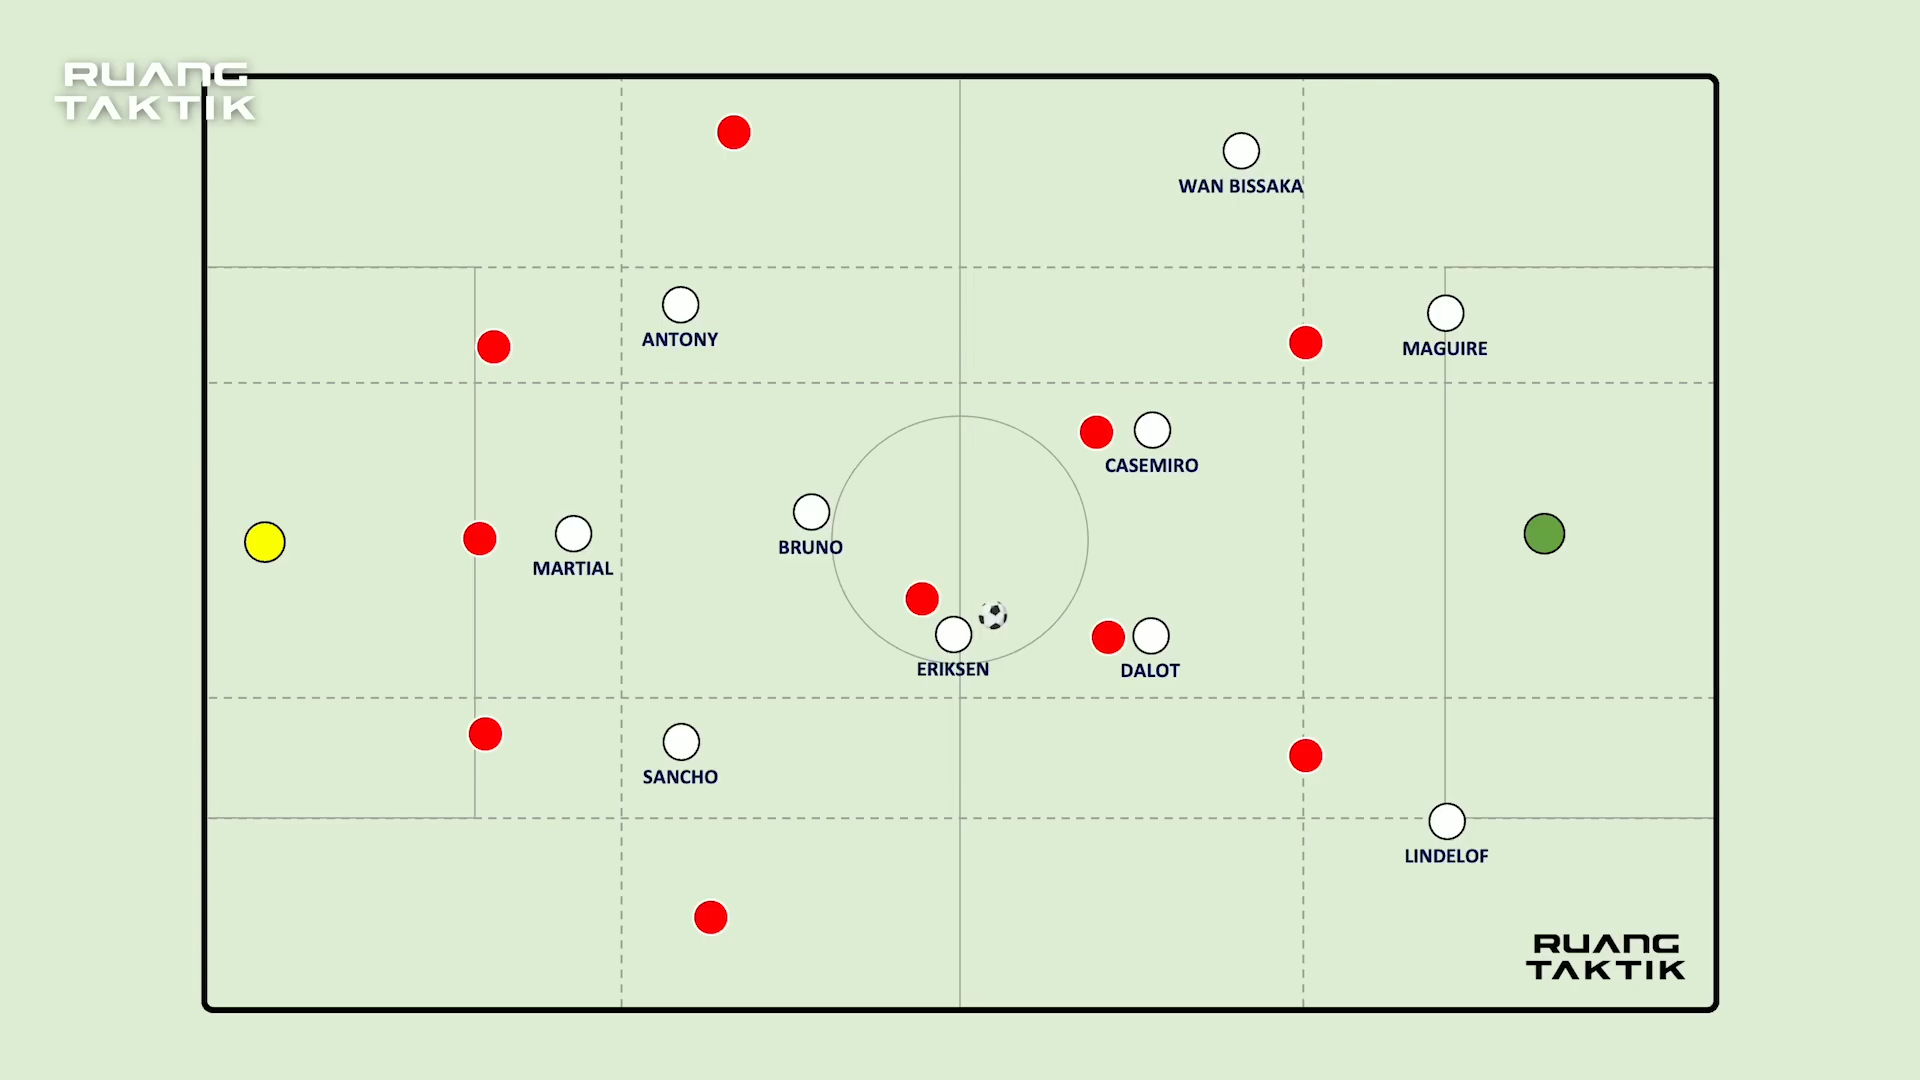 RUANG
TAKTIK
WAN BISSAKA
ANTONY
MAGUIRE
CASEMIRO
BRUNO
MARTIAL
ERIKSEN
DALOT
SANCHO
LINDELOF
RUANG
TAKTIK